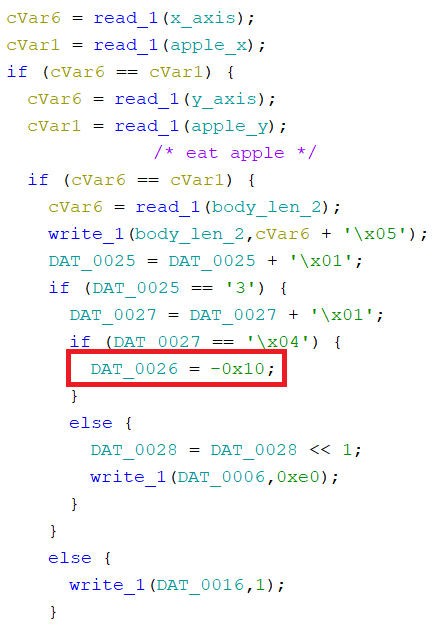 cVar6 = read_1(x_axis);
cVar1 = read_1(apple_x);
if (cVar6 == cVar1) {
cVar6 = read_1(y_axis);
cVar1 = read_1(apple_y);
/* eat apple */
if (cVar6 == cVar1) {
cVar6 = read_1(body_len_2);
write_1(body_len_2,cVar6 + '\x05');
DAT_0025 = DAT_0025 + '\x01';
if (DAT_0025 == '3') {
DAT_0027 = DAT_0027 + '\x01';
if (DAT_0027 == '\x04') {
DAT_0026 = -0x10;
}
else {
DAT_0028 = DAT_0028 << 1;
write_1(DAT_0006,0xe0);
}
}
else {
write_1(DAT_0016,1);
}